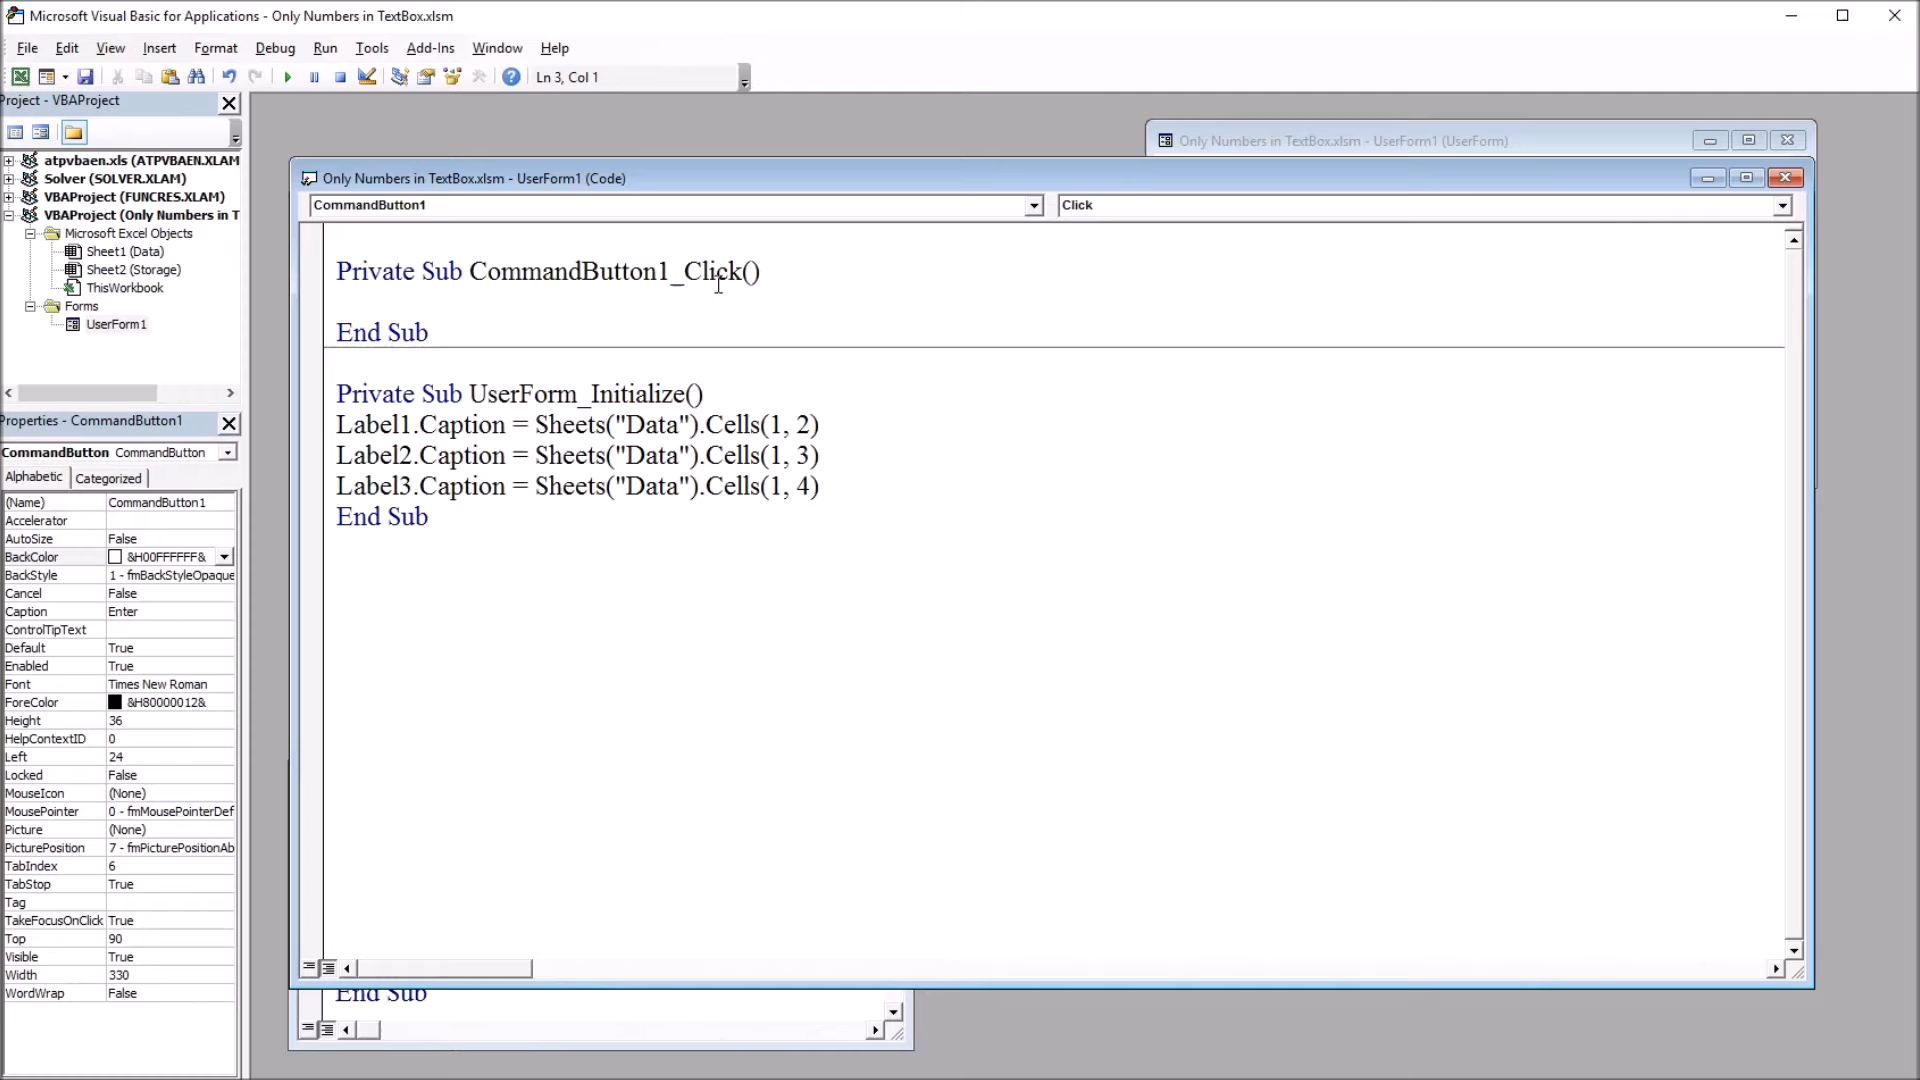 Microsoft Visual Basic for Applications - Only Numbers in TextBox.xlsm
File Edit View Insert Format Debug Run Tools Add-Ins Window Help
Ln 3, Col 1
Project - VBAProject
atpvbaen.xls (ATPVBAEN.XLAM
Solver (SOLVER.XLAM)
VBAProject (FUNCRES.XLAM)
VBAProject (Only Numbers in T
Microsoft Excel Objects
Sheet1 (Data)
Sheet2 (Storage)
ThisWorkbook
Forms
UserForm1
Properties - CommandButton1
CommandButton CommandButton
Alphabetic Categorized
(Name) CommandButton1
Accelerator
AutoSize False
BackColor &H00FFFFFF&
BackStyle 1 - fmBackStyleOpaque
Cancel False
Caption Enter
ControlTipText
Default True
Enabled True
Font Times New Roman
ForeColor &H80000012&
Height 36
HelpContextID 0
Left 24
Locked False
MouseIcon (None)
MousePointer 0 - fmMousePointerDef
Picture (None)
PicturePosition 7 - fmPicturePositionAb
TabIndex 6
TabStop True
Tag
TakeFocusOnClick True
Top 90
Visible True
Width 330
WordWrap False
Only Numbers in TextBox.xlsm - UserForm1 (UserForm)
Only Numbers in TextBox.xlsm - UserForm1 (Code)
CommandButton1 Click
Private Sub CommandButton1_Click()
End Sub
Private Sub UserForm_Initialize()
Label1.Caption = Sheets("Data").Cells(1, 2)
Label2.Caption = Sheets("Data").Cells(1, 3)
Label3.Caption = Sheets("Data").Cells(1, 4)
End Sub
End Sub